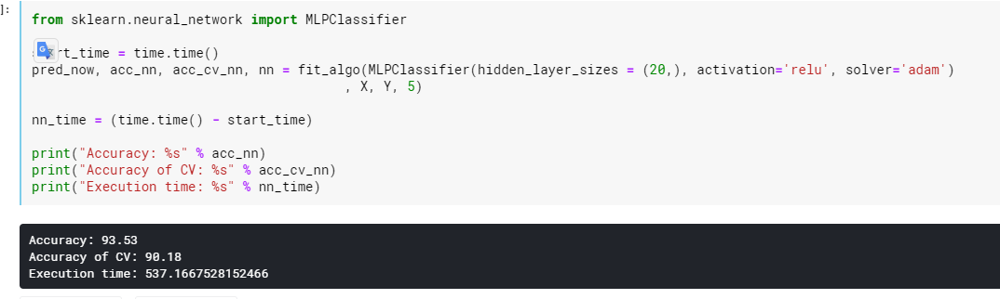 ]:
from sklearn.neural_network import MLPClassifier
rt_time = time.time()
pred_now, acc_nn, acc_cv_nn, nn = fit_algo(MLPClassifier(hidden_layer_sizes = (20,), activation='relu', solver='adam')
, X, Y, 5)
nn_time = (time.time() - start_time)
print("Accuracy: %s" % acc_nn)
print("Accuracy of CV: %s" % acc_cv_nn)
print("Execution time: %s" % nn_time)
Accuracy: 93.53
Accuracy of CV: 90.18
Execution time: 537.1667528152466